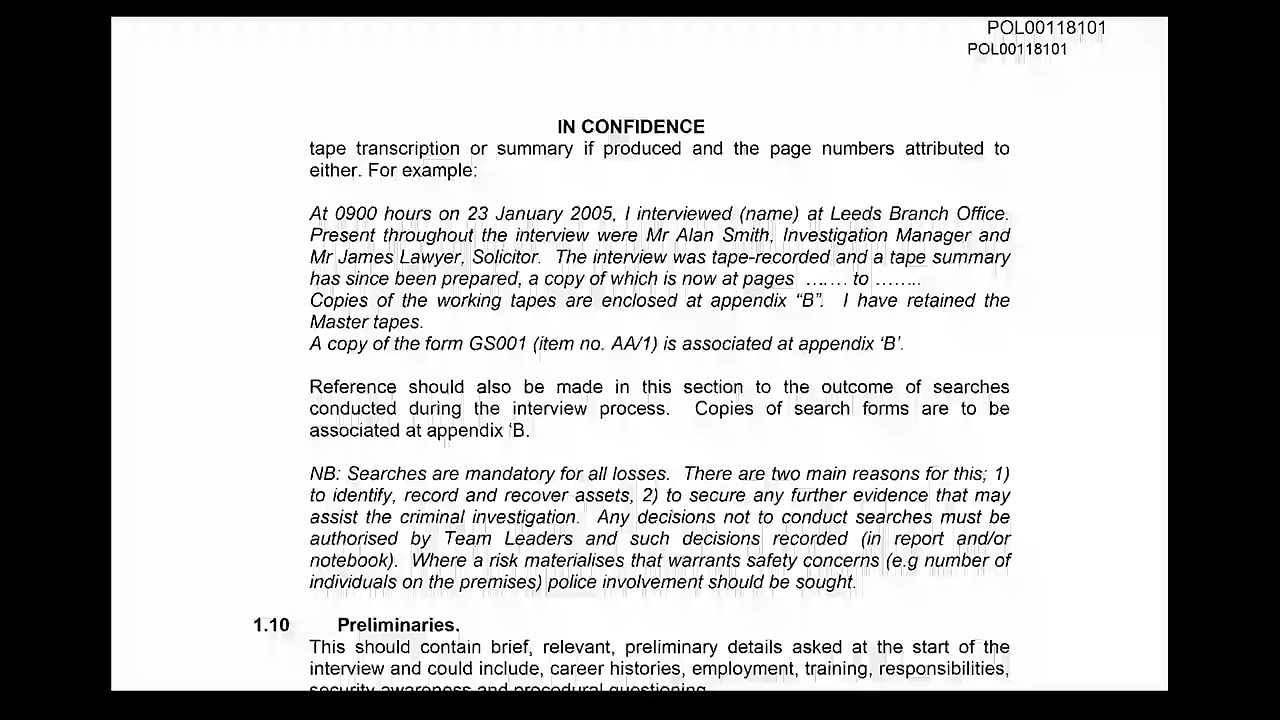 POL00118101
POL00118101
IN CONFIDENCE
tape transcription or summary if produced and the page numbers attributed to
either. For example:
At 0900 hours on 23 January 2005, I interviewed (name) at Leeds Branch Office.
Present throughout the interview were Mr Alan Smith, Investigation Manager and
Mr James Lawyer, Solicitor. The interview was tape-recorded and a tape summary
has since been prepared, a copy of which is now at pages ....... to ........
Copies of the working tapes are enclosed at appendix “B”. I have retained the
Master tapes.
A copy of the form GS001 (item no. AA/1) is associated at appendix ‘B’.
Reference should also be made in this section to the outcome of searches
conducted during the interview process. Copies of search forms are to be
associated at appendix ‘B.
NB: Searches are mandatory for all losses. There are two main reasons for this; 1)
to identify, record and recover assets, 2) to secure any further evidence that may
assist the criminal investigation. Any decisions not to conduct searches must be
authorised by Team Leaders and such decisions recorded (in report and/or
notebook). Where a risk materialises that warrants safety concerns (e.g number of
individuals on the premises) police involvement should be sought.
1.10 Preliminaries.
This should contain brief, relevant, preliminary details asked at the start of the
interview and could include, career histories, employment, training, responsibilities,
security awareness and procedural questioning.